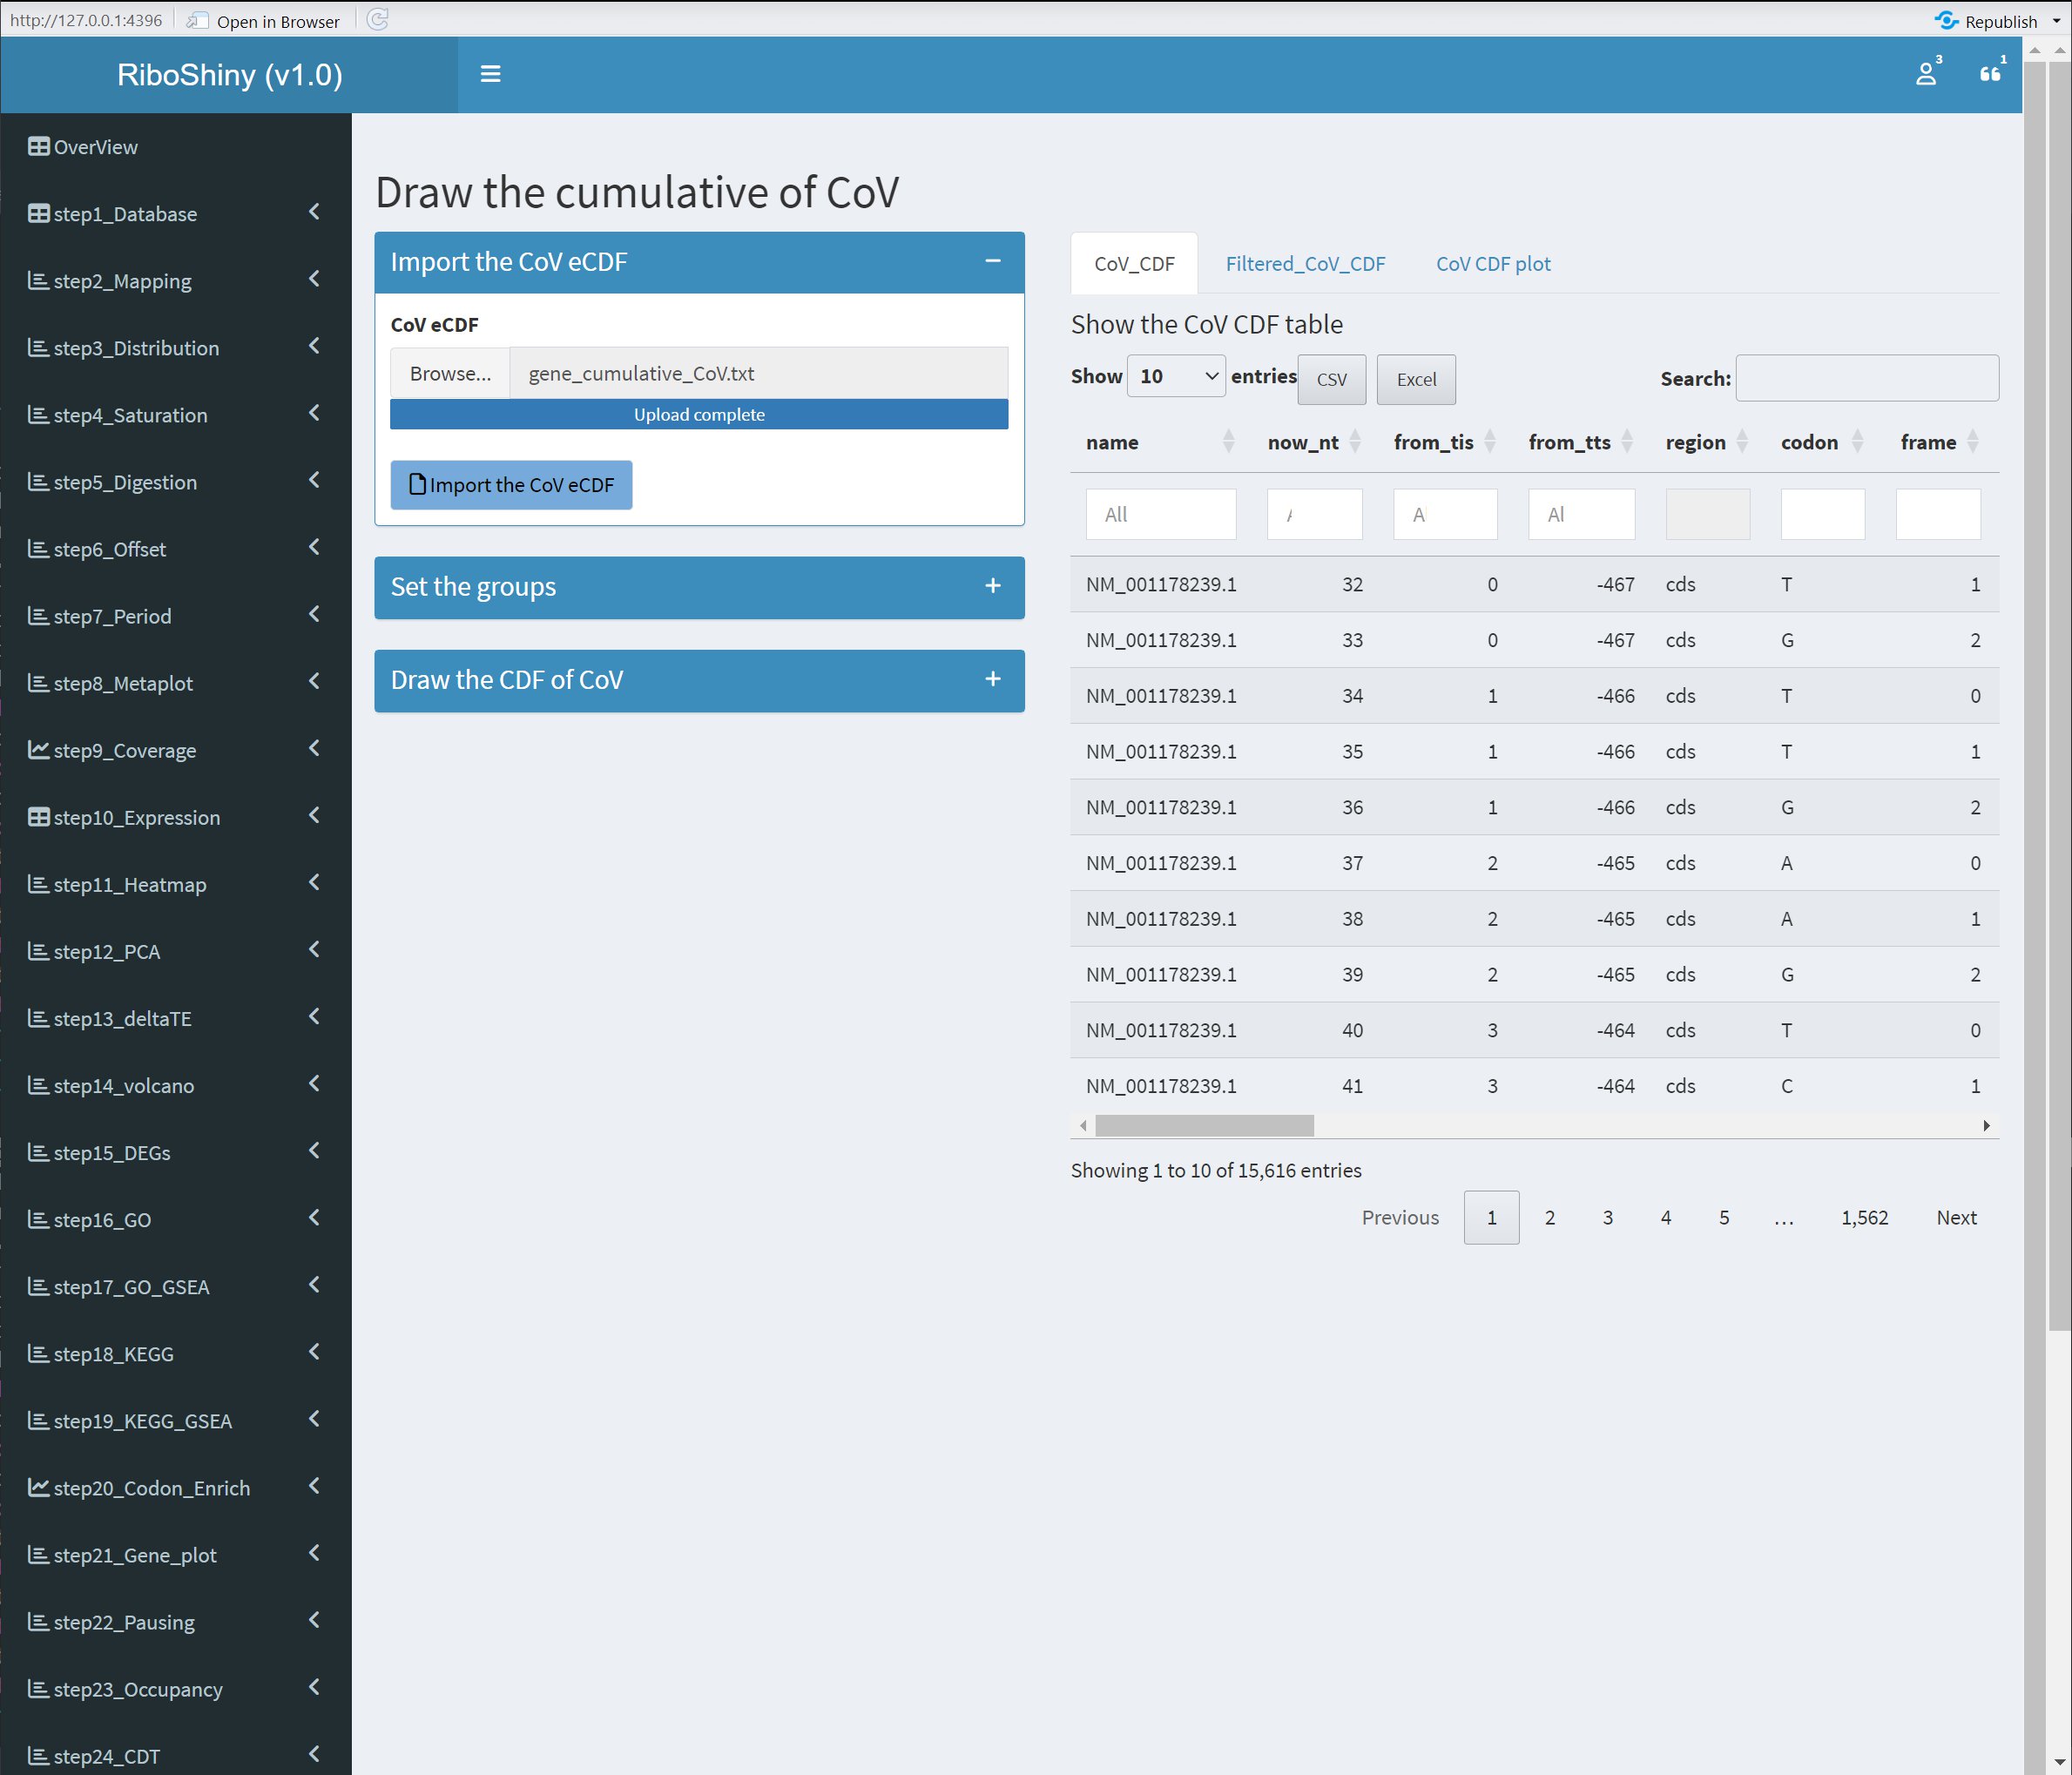 http://127.0.0.1:4396 Open in Browser Republish
RiboShiny (v1.0) 3 1
OverView
step1_Database
step2_Mapping
step3_Distribution
step4_Saturation
step5_Digestion
step6_Offset
step7_Period
step8_Metaplot
step9_Coverage
step10_Expression
step11_Heatmap
step12_PCA
step13_deltaTE
step14_volcano
step15_DEGs
step16_GO
step17_GO_GSEA
step18_KEGG
step19_KEGG_GSEA
step20_Codon_Enrich
step21_Gene_plot
step22_Pausing
step23_Occupancy
step24_CDT
Draw the cumulative of CoV
Import the CoV eCDF
CoV eCDF
Browse... gene_cumulative_CoV.txt
Upload complete
Import the CoV eCDF
Set the groups
Draw the CDF of CoV
CoV_CDF Filtered_CoV_CDF CoV CDF plot
Show the CoV CDF table
Show 10 entries CSV Excel Search:
name now_nt from_tis from_tts region codon frame
All A Al
NM_001178239.1 32 0 -467 cds T 1
NM_001178239.1 33 0 -467 cds G 2
NM_001178239.1 34 1 -466 cds T 0
NM_001178239.1 35 1 -466 cds T 1
NM_001178239.1 36 1 -466 cds G 2
NM_001178239.1 37 2 -465 cds A 0
NM_001178239.1 38 2 -465 cds A 1
NM_001178239.1 39 2 -465 cds G 2
NM_001178239.1 40 3 -464 cds T 0
NM_001178239.1 41 3 -464 cds C 1
Showing 1 to 10 of 15,616 entries
Previous 1 2 3 4 5 … 1,562 Next